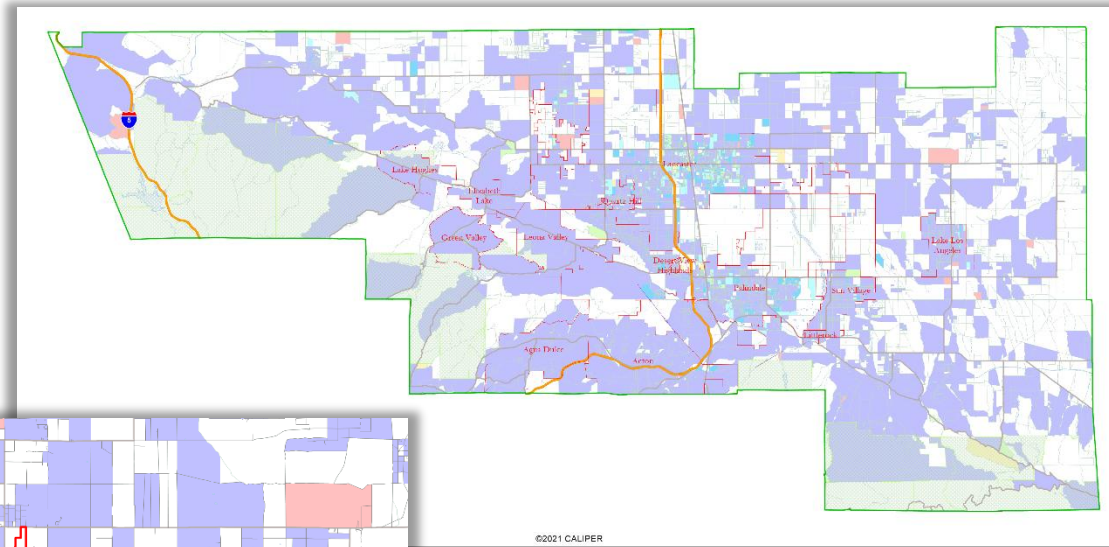 5
Lancaster
Lake Hughes
Elizabeth
Lake
Quartz Hill
Green Valley
Leona Valley
Lake Los
Angeles
Desert View
Highlands
Palmdale
Sun Village
Littlerock
Agua Dulce
Acton
©2021 CALIPER